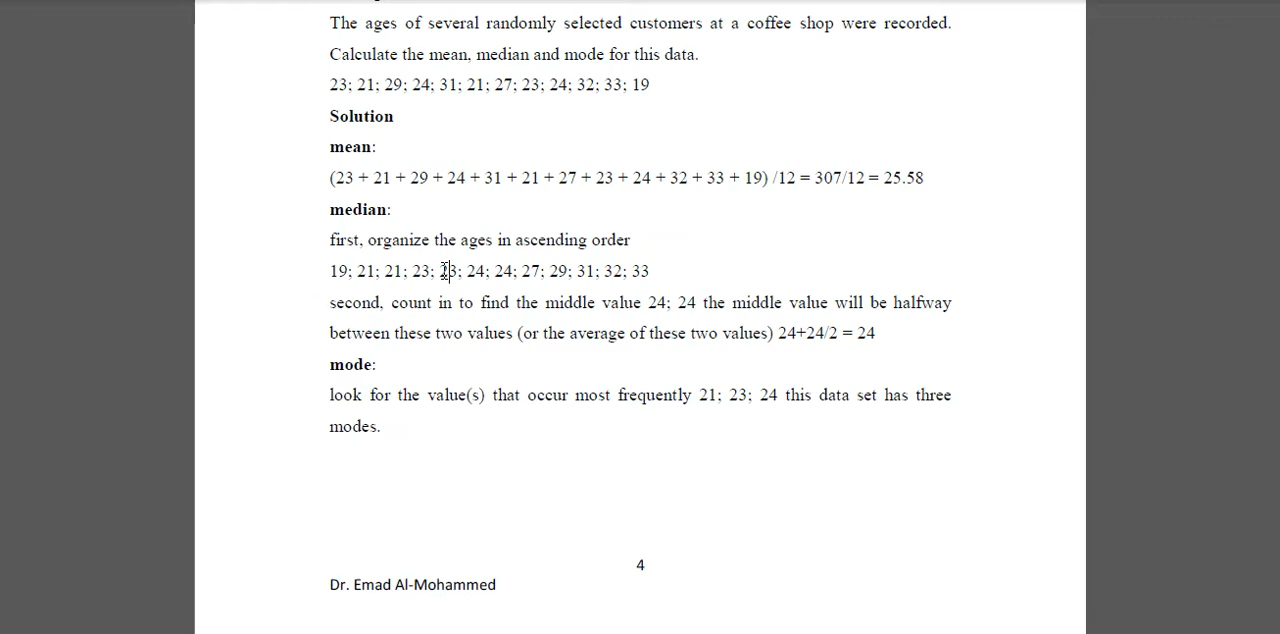 The ages of several randomly selected customers at a coffee shop were recorded.
Calculate the mean, median and mode for this data.
23; 21; 29; 24; 31; 21; 27; 23; 24; 32; 33; 19
Solution
mean:
(23 + 21 + 29 + 24 + 31 + 21 + 27 + 23 + 24 + 32 + 33 + 19) /12 = 307/12 = 25.58
median:
first, organize the ages in ascending order
19; 21; 21; 23; 23; 24; 24; 27; 29; 31; 32; 33
second, count in to find the middle value 24; 24 the middle value will be halfway
between these two values (or the average of these two values) 24+24/2 = 24
mode:
look for the value(s) that occur most frequently 21; 23; 24 this data set has three
modes.
4
Dr. Emad Al-Mohammed